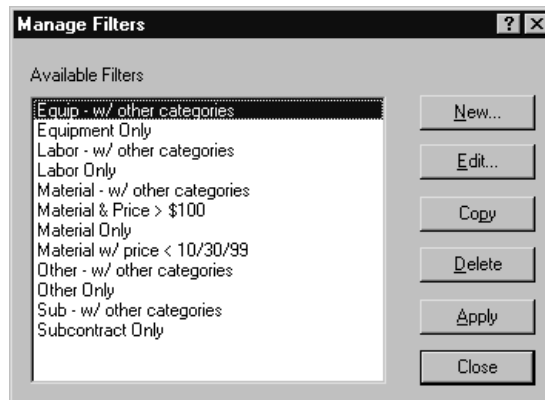 Manage Filters
? X
Available Filters
Equip - w/ other categories
Equipment Only
Labor - w/ other categories
Labor Only
Material - w/ other categories
Material & Price > $100
Material Only
Material w/ price < 10/30/99
Other - w/ other categories
Other Only
Sub - w/ other categories
Subcontract Only
New...
Edit...
Copy
Delete
Apply
Close